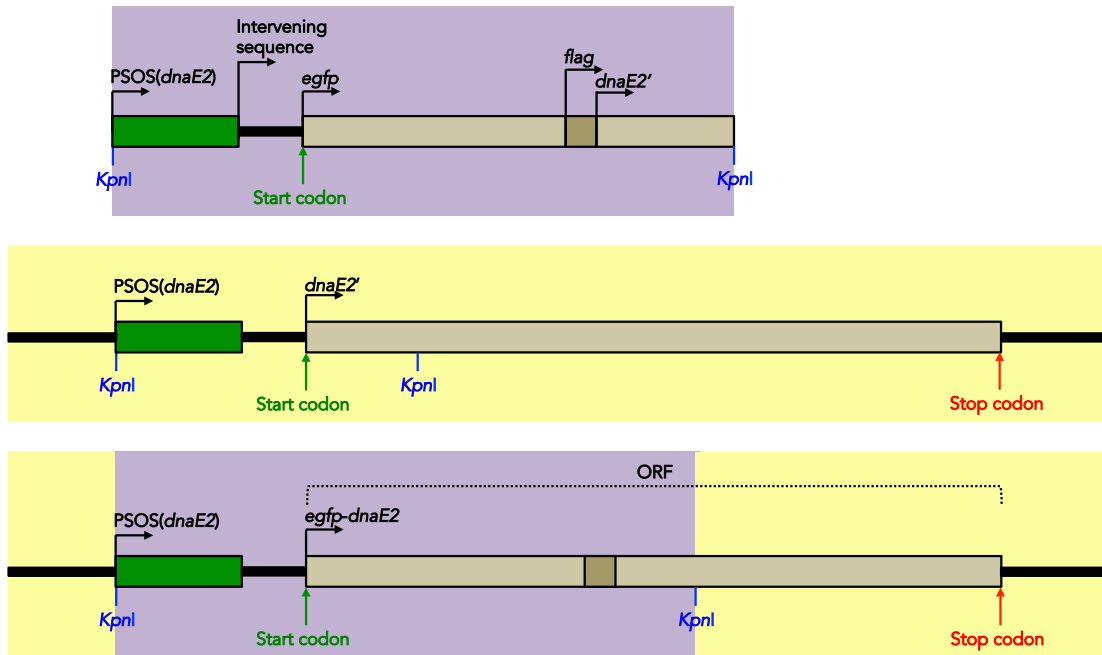 Intervening
sequence
PSOS(dnaE2)
egfp
flag
dnaE2'
KpnI
KpnI
Start codon
PSOS(dnaE2)
dnaE2'
KpnI
KpnI
Start codon
Stop codon
ORF
PSOS(dnaE2)
egfp-dnaE2
KpnI
KpnI
Start codon
Stop codon